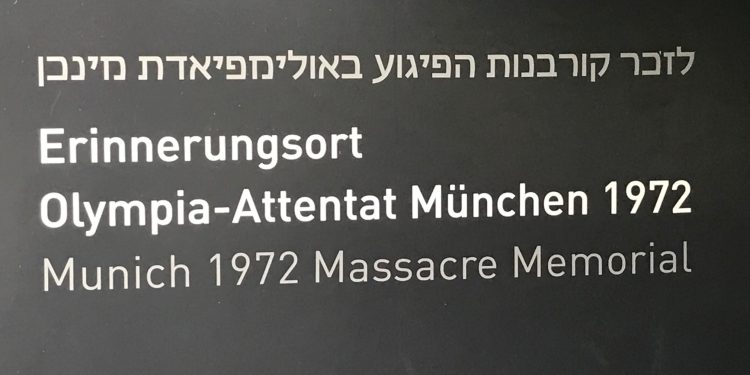 לזכר קורבנות הפיגוע באולימפיאדת מינכן
Erinnerungsort
Olympia-Attentat München 1972
Munich 1972 Massacre Memorial